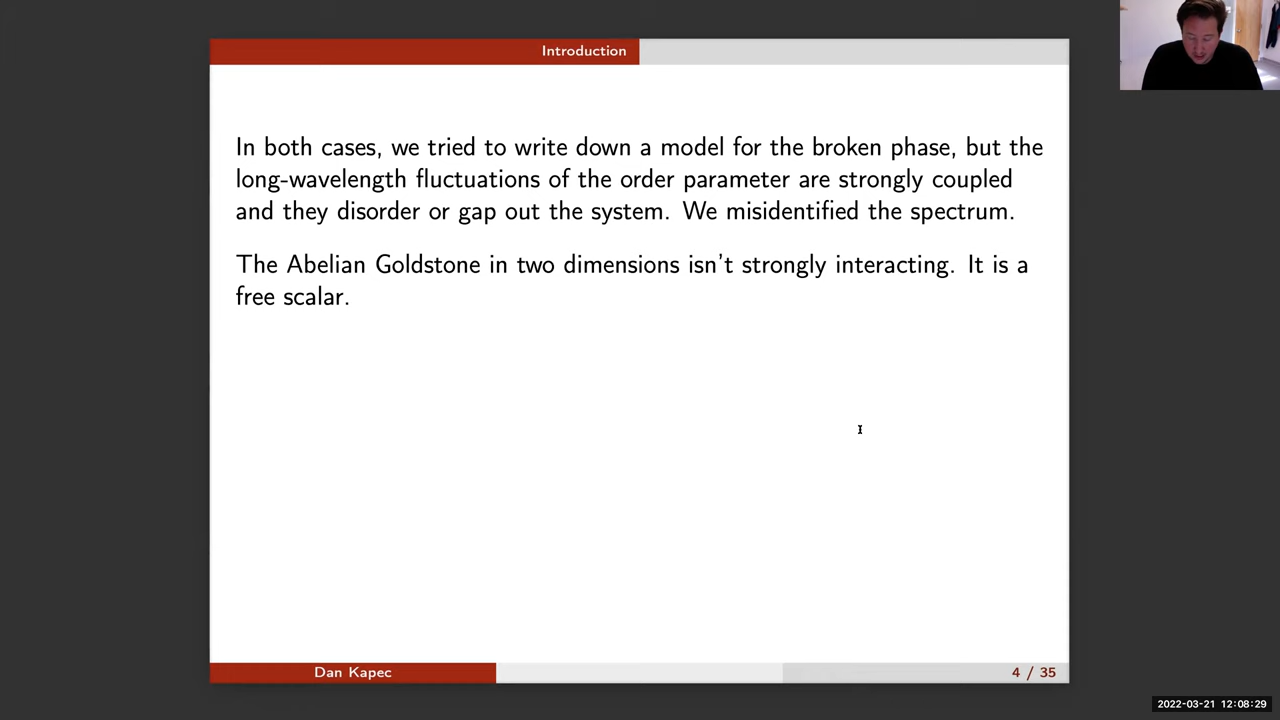 Introduction
In both cases, we tried to write down a model for the broken phase, but the
long-wavelength fluctuations of the order parameter are strongly coupled
and they disorder or gap out the system. We misidentified the spectrum.
The Abelian Goldstone in two dimensions isn't strongly interacting. It is a
free scalar.
Dan Kapec
4 / 35
2022-03-21 12:08:29